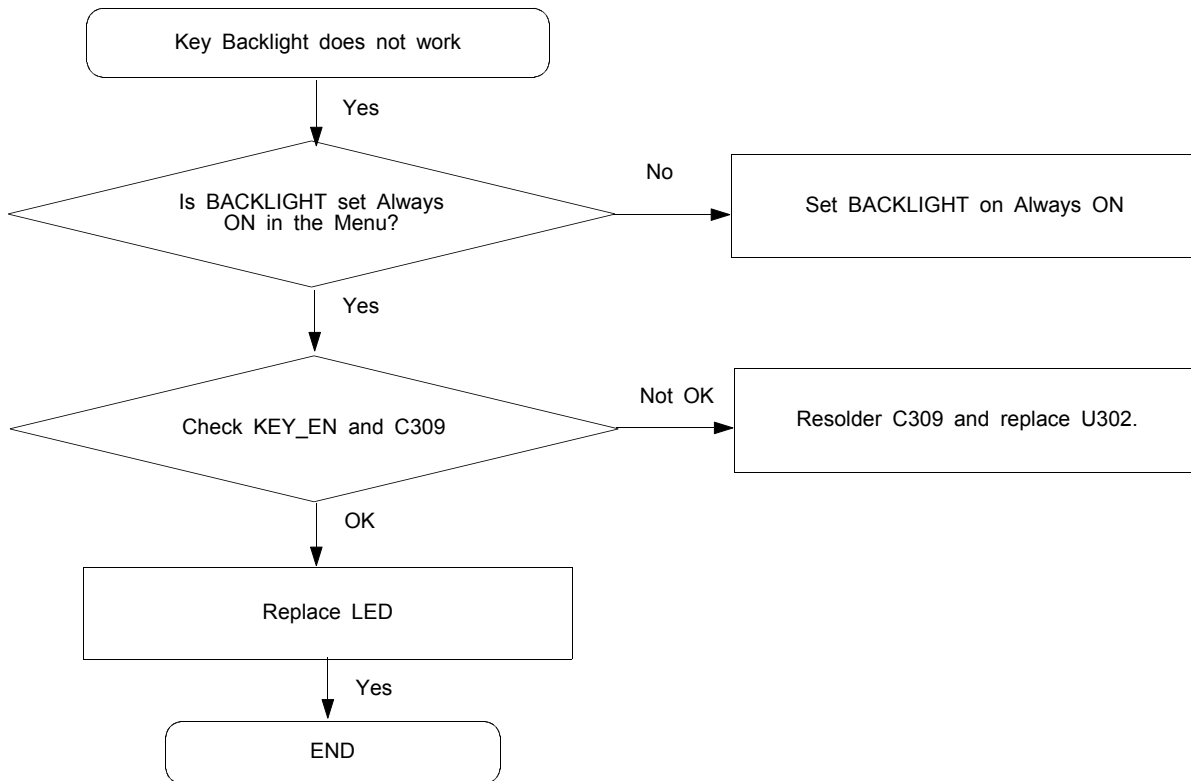 Key Backlight does not work
Yes
Is BACKLIGHT set Always
ON in the Menu?
No
Set BACKLIGHT on Always ON
Yes
Check KEY_EN and C309
Not OK
Resolder C309 and replace U302.
OK
Replace LED
Yes
END